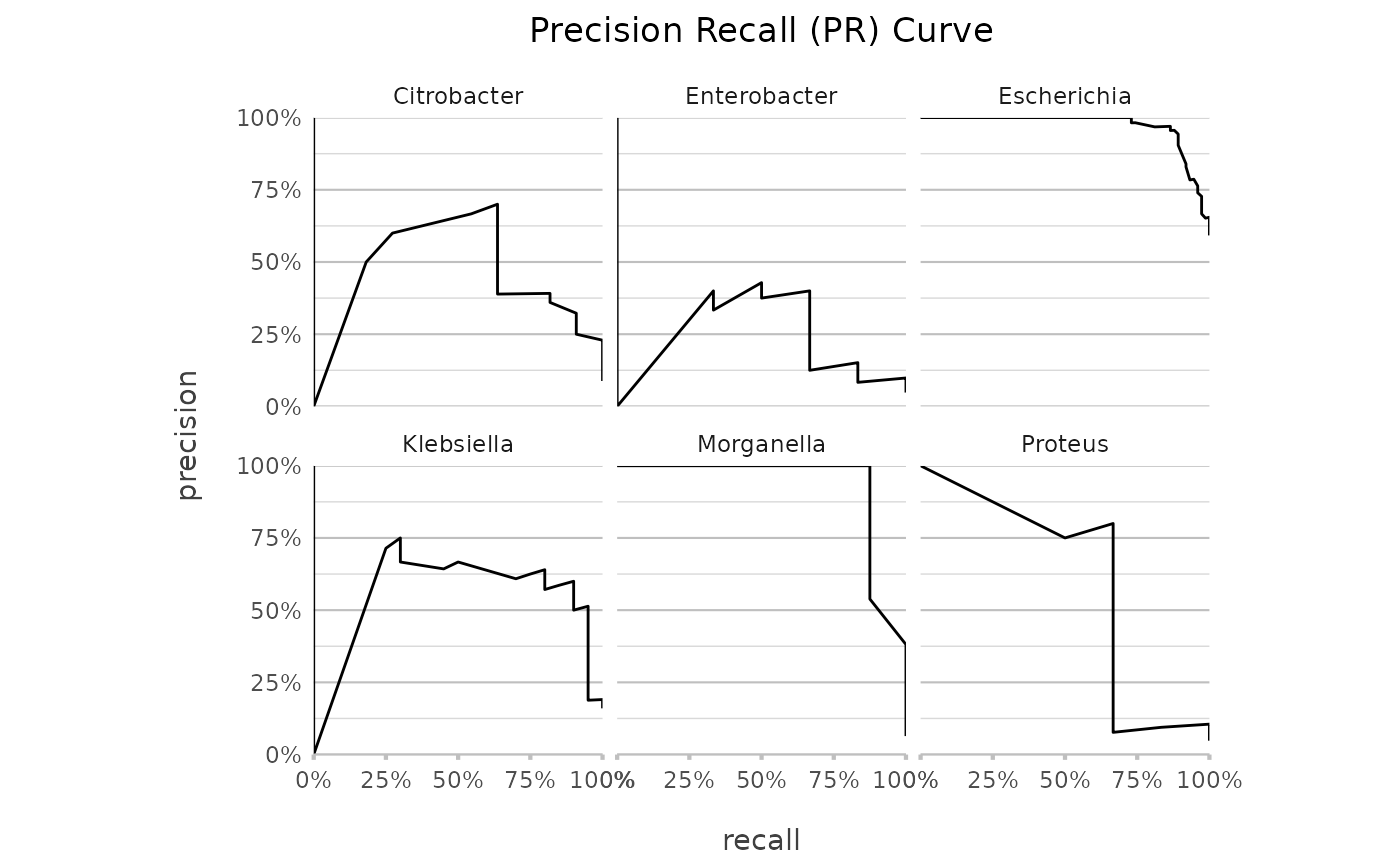 Precision Recall (PR) Curve
Citrobacter Enterobacter Escherichia
100%
75%
50%
25%
0%
precision
Klebsiella Morganella Proteus
100%
75%
50%
25%
0%
0% 25% 50% 75% 100% 0% 25% 50% 75% 100% 0% 25% 50% 75% 100%
recall